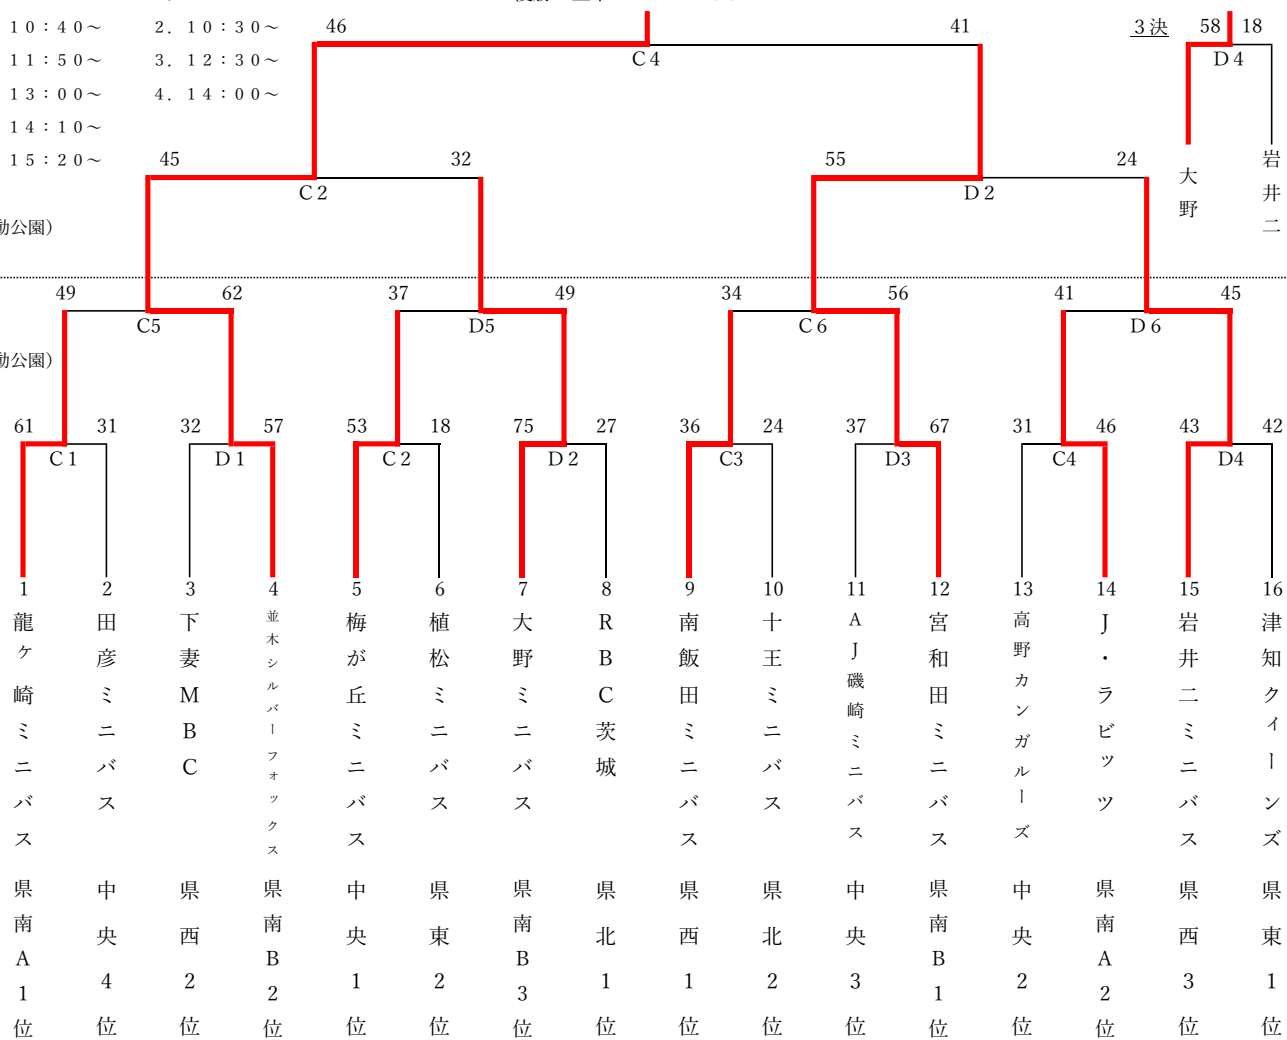 10：40～ 2．10：30～ 46 41 3決 58 18
11：50～ 3．12：30～ C4 D4
13：00～ 4．14：00～
14：10～
15：20～ 45 32 55 24
C2 D2
大野
岩井二
動公園）
49 62 37 49 34 56 41 45
C5 D5 C6 D6
動公園）
61 31 32 57 53 18 75 27 36 24 37 67 31 46 43 42
C1 D1 C2 D2 C3 D3 C4 D4
1 2 3 4 5 6 7 8 9 10 11 12 13 14 15 16
龍ヶ崎ミニバス
田彦ミニバス
下妻MBC
並木シルバーフォックス
梅が丘ミニバス
植松ミニバス
大野ミニバス
RBC茨城
南飯田ミニバス
十王ミニバス
AJ磯崎ミニバス
宮和田ミニバス
高野カンガルーズ
J・ラビッツ
岩井二ミニバス
津知クィーンズ
県南A1位
中央4位
県西2位
県南B2位
中央1位
県東2位
県南B3位
県北1位
県西1位
県北2位
中央3位
県南B1位
中央2位
県南A2位
県西3位
県東1位